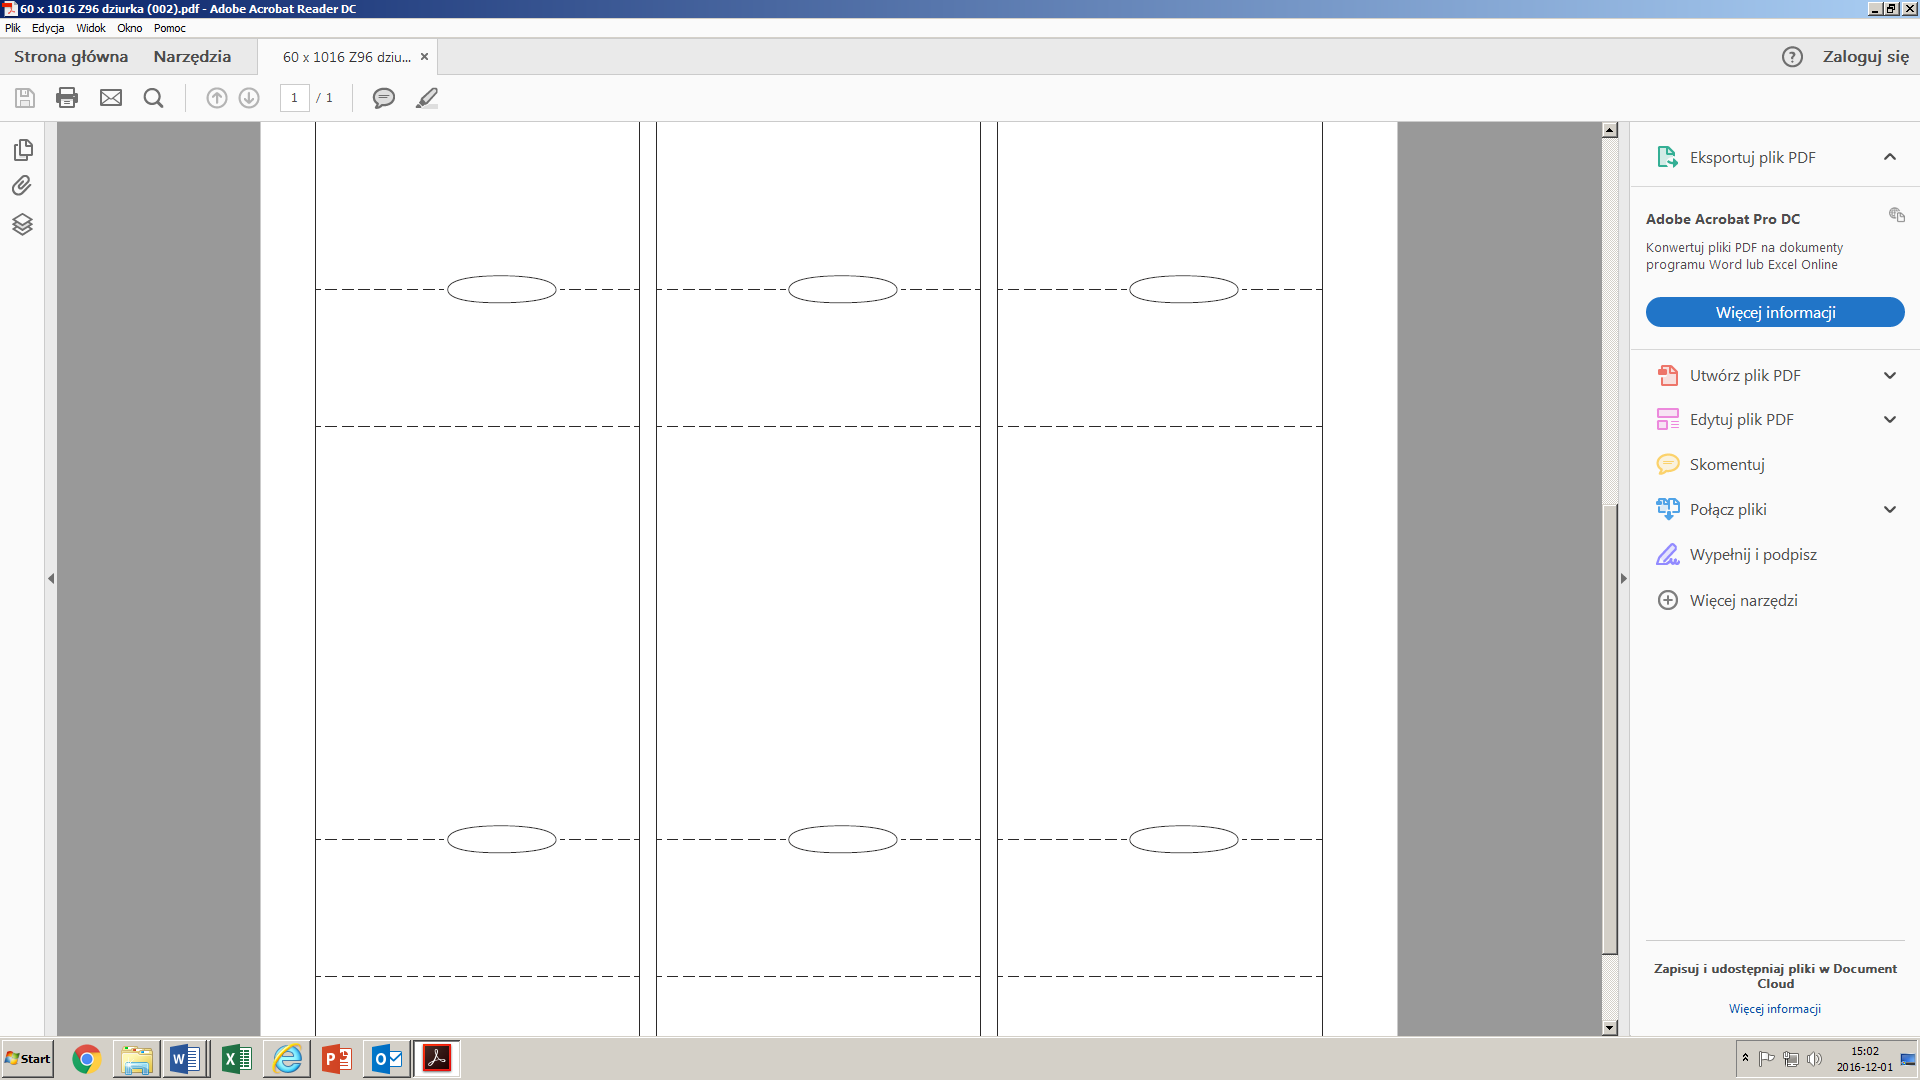 60 x 1016 Z96 dziurka (002).pdf - Adobe Acrobat Reader DC
Plik Edycja Widok Okno Pomoc
Strona główna Narzędzia 60 x 1016 Z96 dziu... × Zaloguj się
1 / 1
Eksportuj plik PDF
Adobe Acrobat Pro DC
Konwertuj pliki PDF na dokumenty
programu Word lub Excel Online
Więcej informacji
Utwórz plik PDF
Edytuj plik PDF
Skomentuj
Połącz pliki
Wypełnij i podpisz
Więcej narzędzi
Zapisuj i udostępniaj pliki w Document
Cloud
Więcej informacji
Start
15:02
2016-12-01